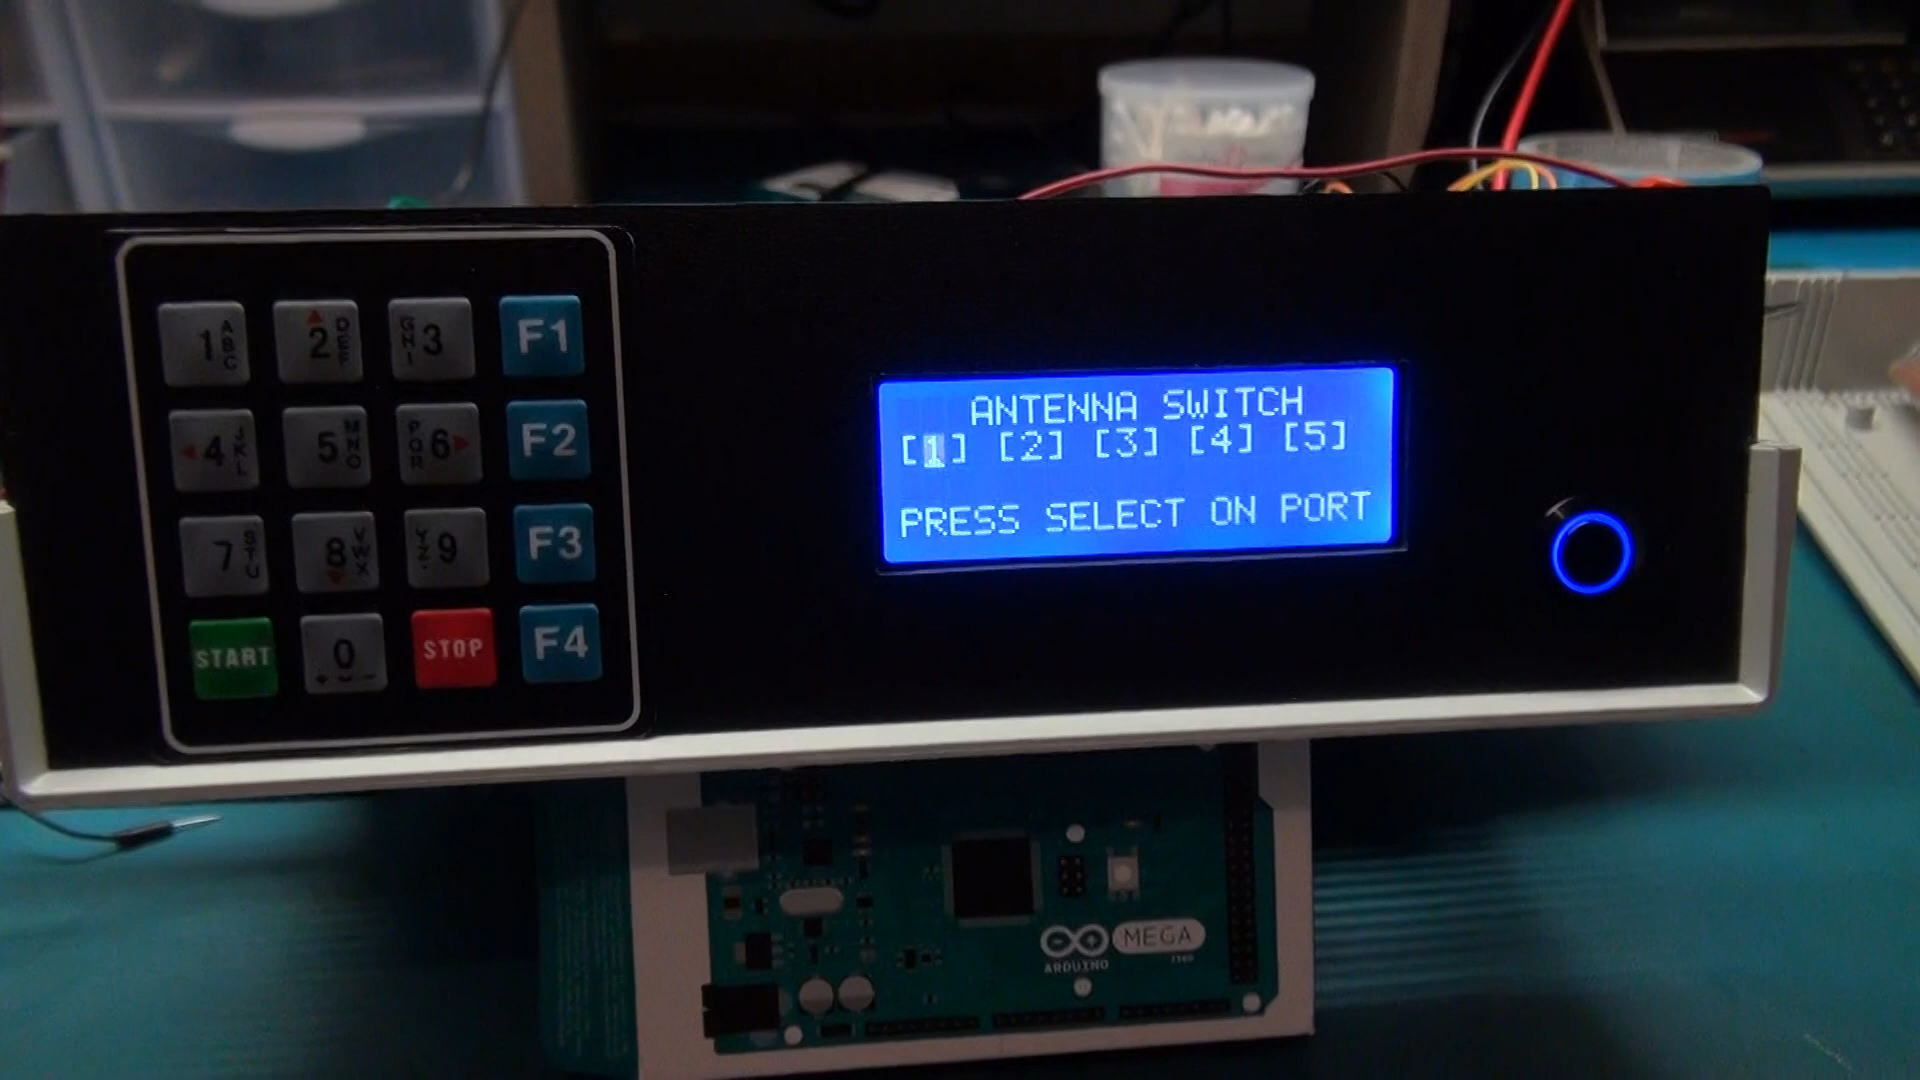 1 ABC
2 DEF
GHI 3
F1
4 JKL
5 MNO
PQR 6
F2
7 STU
8 VWX
YZ. 9
F3
START
0
STOP
F4
ANTENNA SWITCH
[1] [2] [3] [4] [5]
PRESS SELECT ON PORT
MEGA
ARDUINO